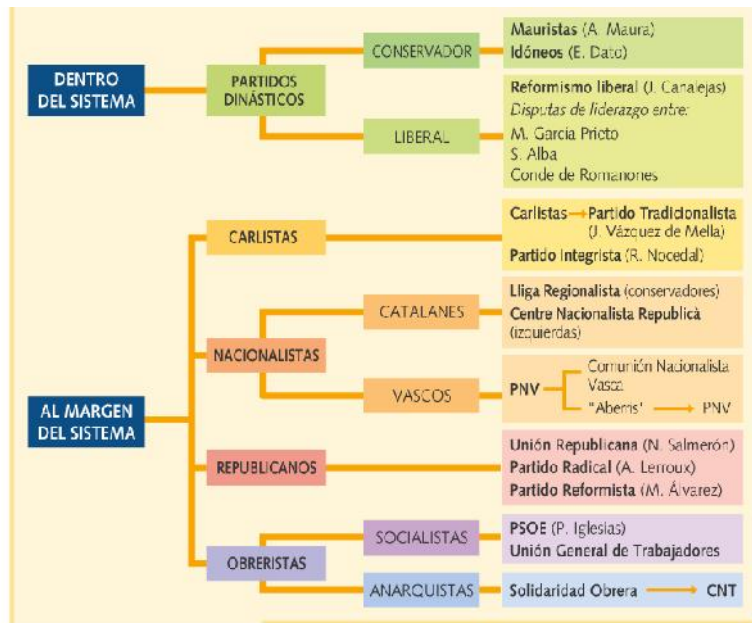 DENTRO
DEL SISTEMA
PARTIDOS
DINÁSTICOS
CONSERVADOR
Mauristas (A. Maura)
Idóneos (E. Dato)
LIBERAL
Reformismo liberal (J. Canalejas)
Disputas de liderazgo entre:
M. García Prieto
S. Alba
Conde de Romanones
AL MARGEN
DEL SISTEMA
CARLISTAS
Carlistas → Partido Tradicionalista
(J. Vázquez de Mella)
Partido Integrista (R. Nocedal)
NACIONALISTAS
CATALANES
Lliga Regionalista (conservadores)
Centre Nacionalista Republicà
(izquierdas)
VASCOS
PNV
Comunión Nacionalista
Vasca
"Aberris" → PNV
REPUBLICANOS
Unión Republicana (N. Salmerón)
Partido Radical (A. Lerroux)
Partido Reformista (M. Álvarez)
OBRERISTAS
SOCIALISTAS
PSOE (P. Iglesias)
Unión General de Trabajadores
ANARQUISTAS
Solidaridad Obrera → CNT